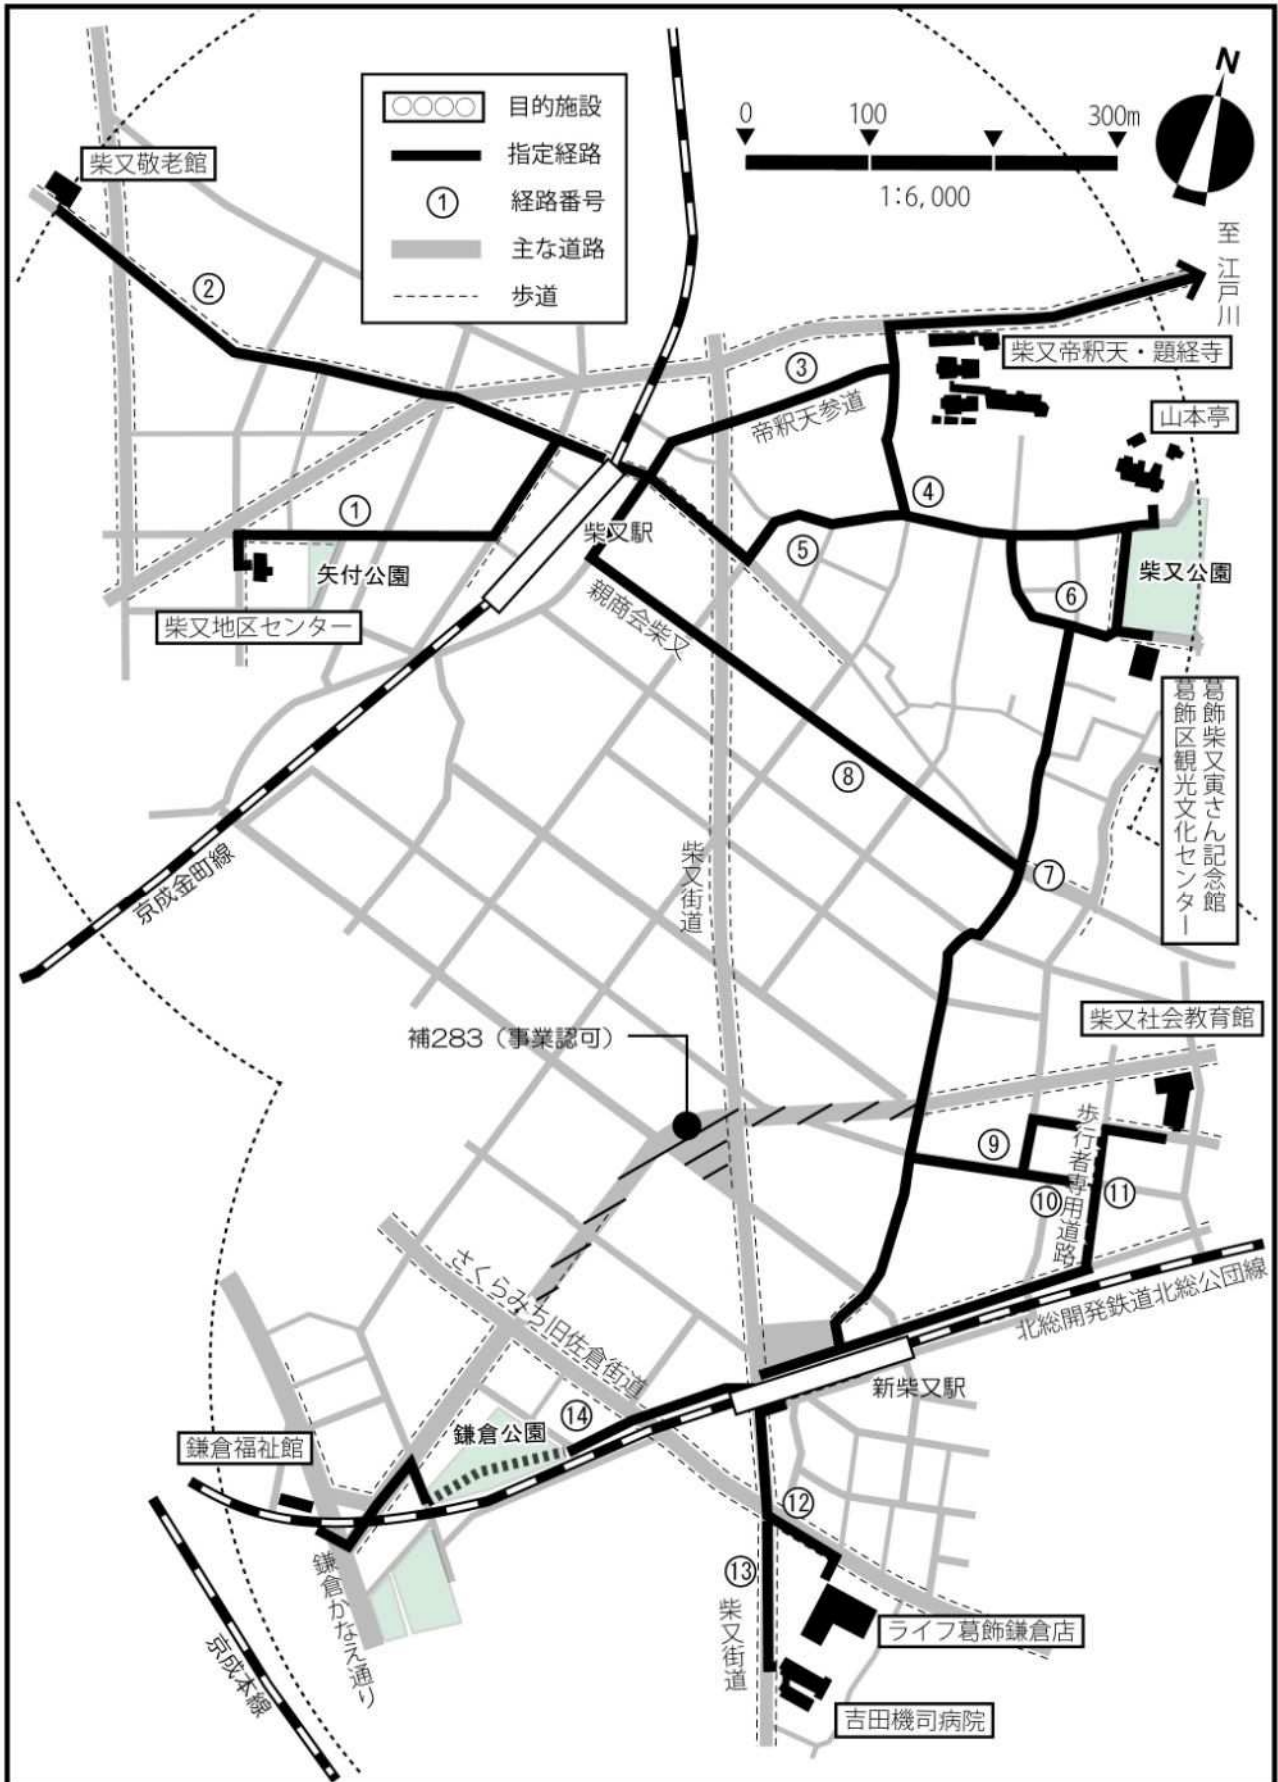 N
目的施設
指定経路
① 経路番号
主な道路
歩道
0 100 300m
1:6,000
至 江戸川
柴又敬老館
②
③
帝釈天参道
柴又帝釈天・題経寺
山本亭
④
①
柴又駅
⑤
矢付公園
柴又公園
⑥
柴又地区センター
親商会柴又
葛飾柴又寅さん記念館
葛飾区観光文化センター
⑧
柴又街道
⑦
京成金町線
柴又社会教育館
補283（事業認可）
歩行者専用道路
⑨
⑩
⑪
さくらみち旧佐倉街道
北総開発鉄道北総公団線
新柴又駅
⑭
鎌倉公園
鎌倉福祉館
⑫
⑬
鎌倉かなえ通り
柴又街道
ライフ葛飾鎌倉店
京成本線
吉田機司病院